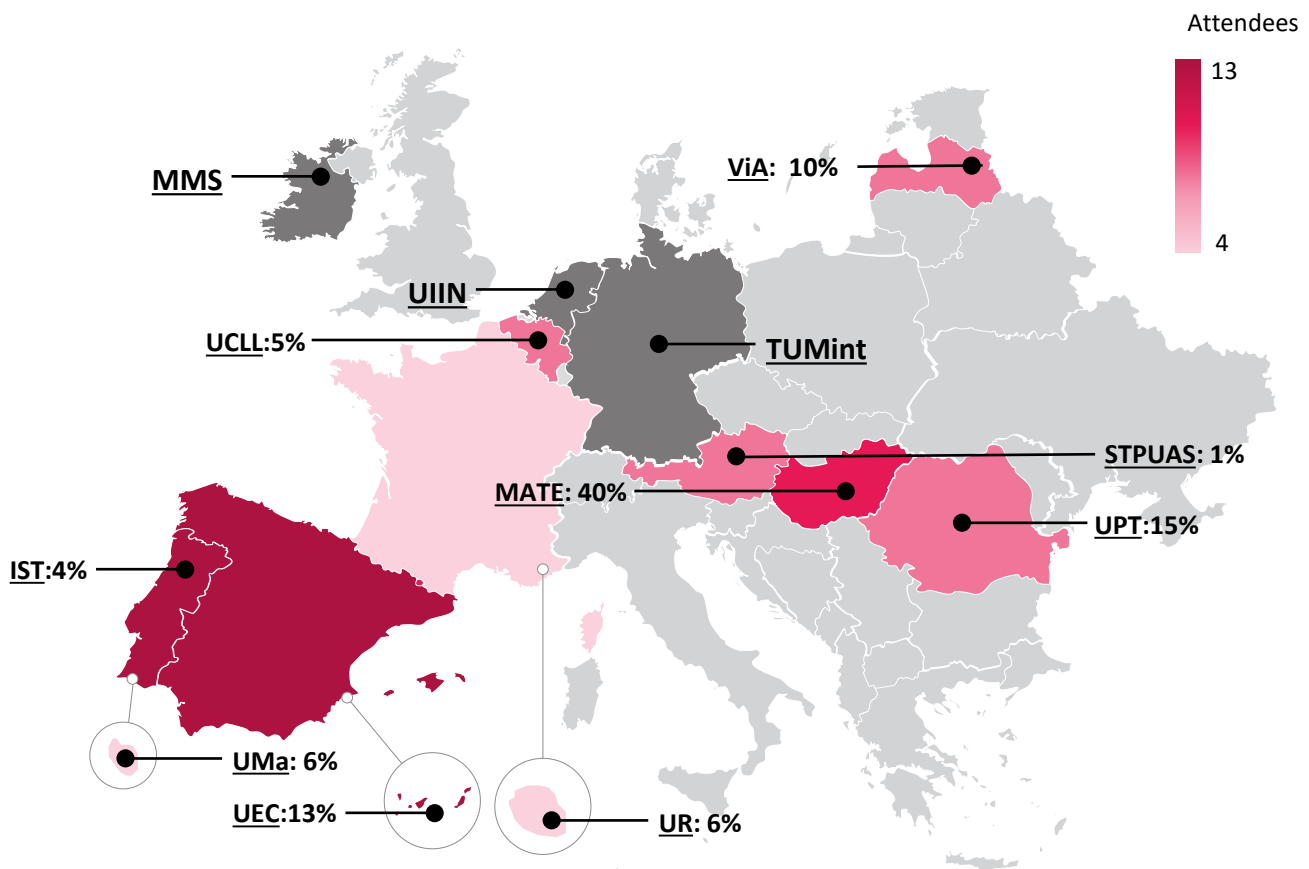 Attendees
13
4
MMS
ViA: 10%
UIIN
UCLL:5%
TUMint
STPUAS: 1%
MATE: 40%
UPT:15%
IST:4%
UMa: 6%
UEC:13%
UR: 6%